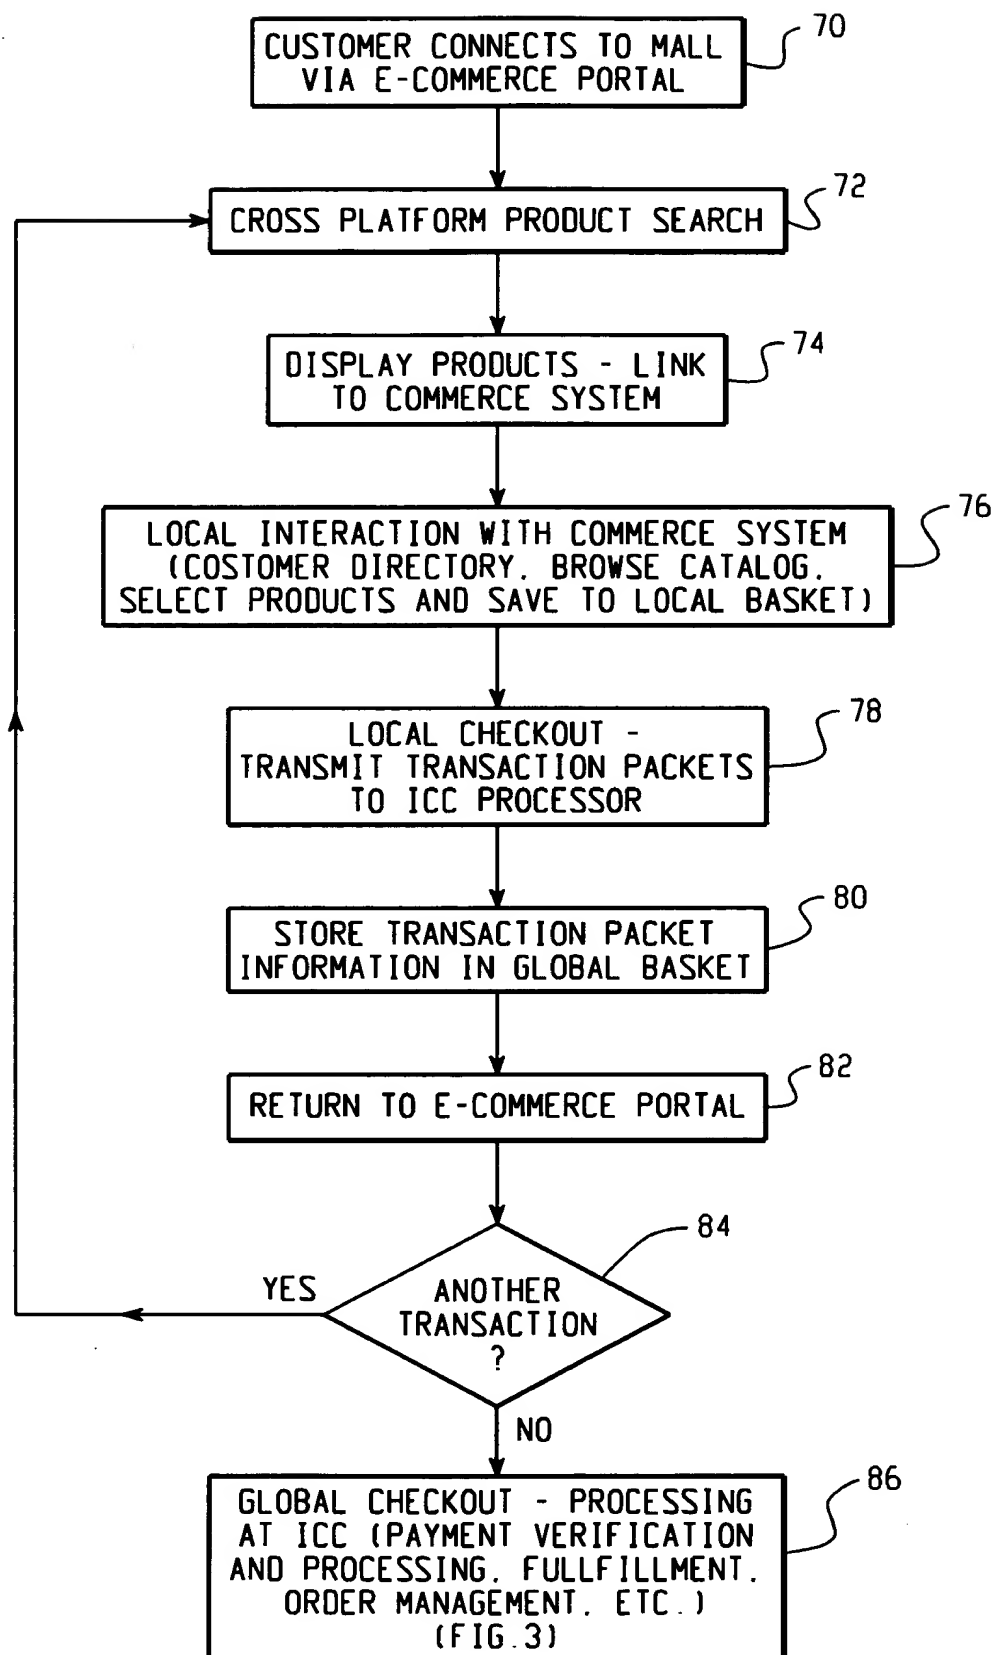 CUSTOMER CONNECTS TO MALL
VIA E-COMMERCE PORTAL
70
CROSS PLATFORM PRODUCT SEARCH
72
DISPLAY PRODUCTS - LINK
TO COMMERCE SYSTEM
74
LOCAL INTERACTION WITH COMMERCE SYSTEM
(COSTOMER DIRECTORY, BROWSE CATALOG,
SELECT PRODUCTS AND SAVE TO LOCAL BASKET)
76
LOCAL CHECKOUT -
TRANSMIT TRANSACTION PACKETS
TO ICC PROCESSOR
78
STORE TRANSACTION PACKET
INFORMATION IN GLOBAL BASKET
80
RETURN TO E-COMMERCE PORTAL
82
84
YES
ANOTHER
TRANSACTION
?
NO
GLOBAL CHECKOUT - PROCESSING
AT ICC (PAYMENT VERIFICATION
AND PROCESSING, FULLFILLMENT,
ORDER MANAGEMENT, ETC.)
(FIG.3)
86